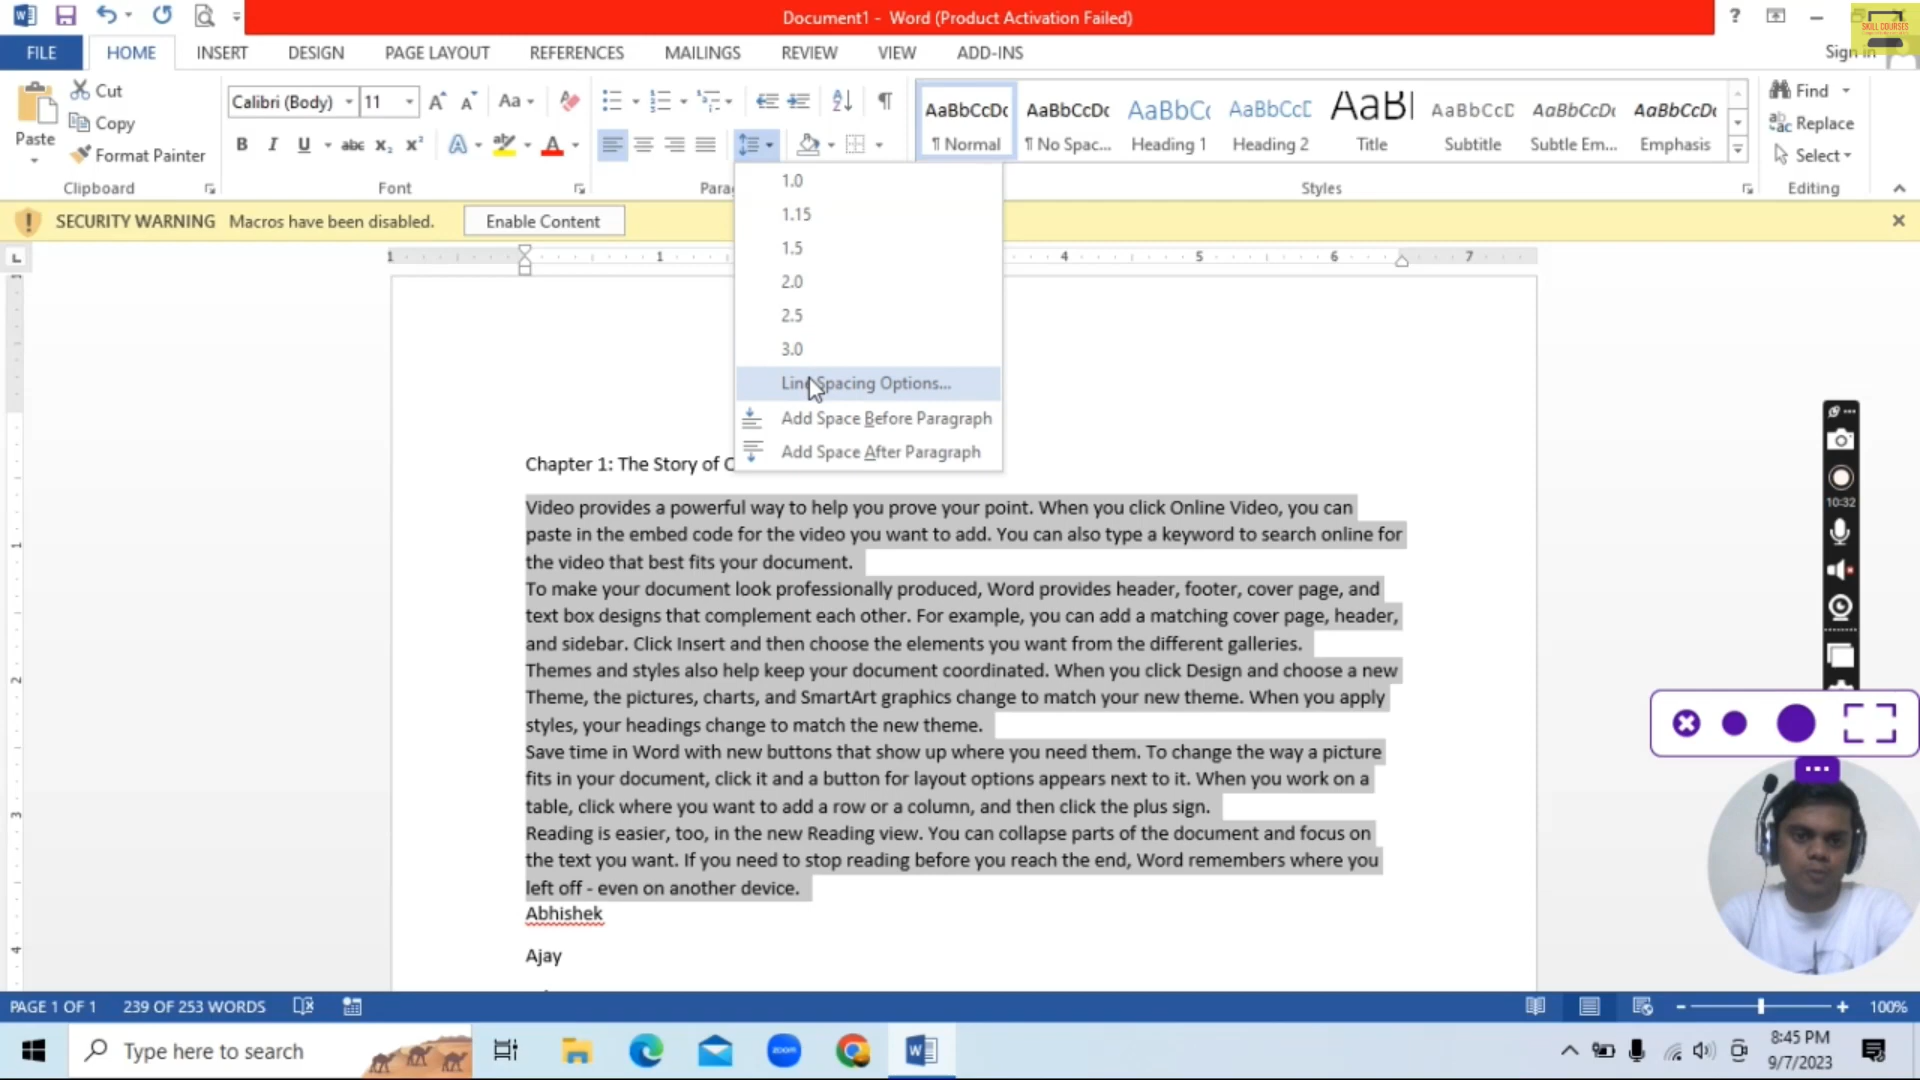 Document1 - Word (Product Activation Failed)
?
SKILL COURSES
FILE HOME INSERT DESIGN PAGE LAYOUT REFERENCES MAILINGS REVIEW VIEW ADD-INS
Sign in
Paste
Cut
Copy
Format Painter
Clipboard
Calibri (Body) 11
Font
AaBbCcDc AaBbCcDc AaBbCc AaBbCcD AaB AaBbCcD AaBbCcDc AaBbCcDc
¶ Normal ¶ No Spac... Heading 1 Heading 2 Title Subtitle Subtle Em... Emphasis
Styles
Find
Replace
Select
Editing
SECURITY WARNING Macros have been disabled. Enable Content
1.0
1.15
1.5
2.0
2.5
3.0
Line Spacing Options...
Add Space Before Paragraph
Add Space After Paragraph
1 1 4 5 6 7
Chapter 1: The Story of
Video provides a powerful way to help you prove your point. When you click Online Video, you can
paste in the embed code for the video you want to add. You can also type a keyword to search online for
the video that best fits your document.
To make your document look professionally produced, Word provides header, footer, cover page, and
text box designs that complement each other. For example, you can add a matching cover page, header,
and sidebar. Click Insert and then choose the elements you want from the different galleries.
Themes and styles also help keep your document coordinated. When you click Design and choose a new
Theme, the pictures, charts, and SmartArt graphics change to match your new theme. When you apply
styles, your headings change to match the new theme.
Save time in Word with new buttons that show up where you need them. To change the way a picture
fits in your document, click it and a button for layout options appears next to it. When you work on a
table, click where you want to add a row or a column, and then click the plus sign.
Reading is easier, too, in the new Reading view. You can collapse parts of the document and focus on
the text you want. If you need to stop reading before you reach the end, Word remembers where you
left off - even on another device.
Abhishek
Ajay
10:32
PAGE 1 OF 1 239 OF 253 WORDS
100%
Type here to search
zoom
8:45 PM
9/7/2023